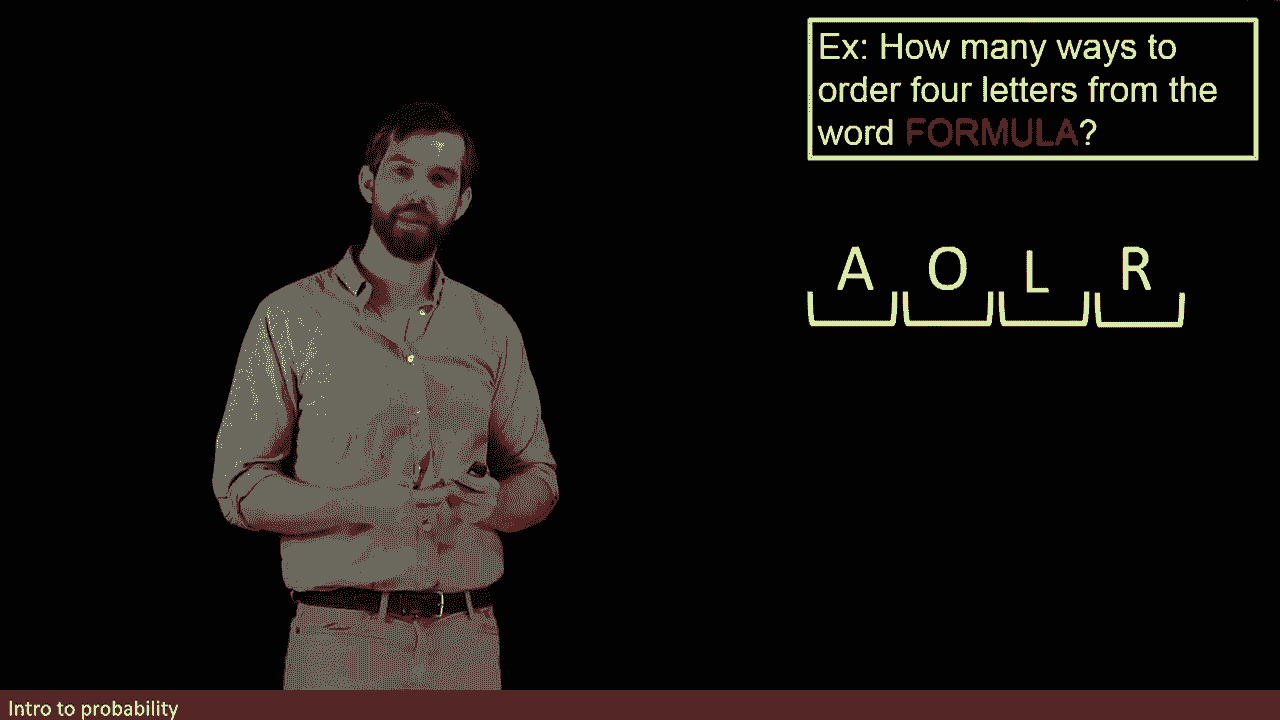 Ex: How many ways to
order four letters from the
word FORMULA?
A O L R
Intro to probability